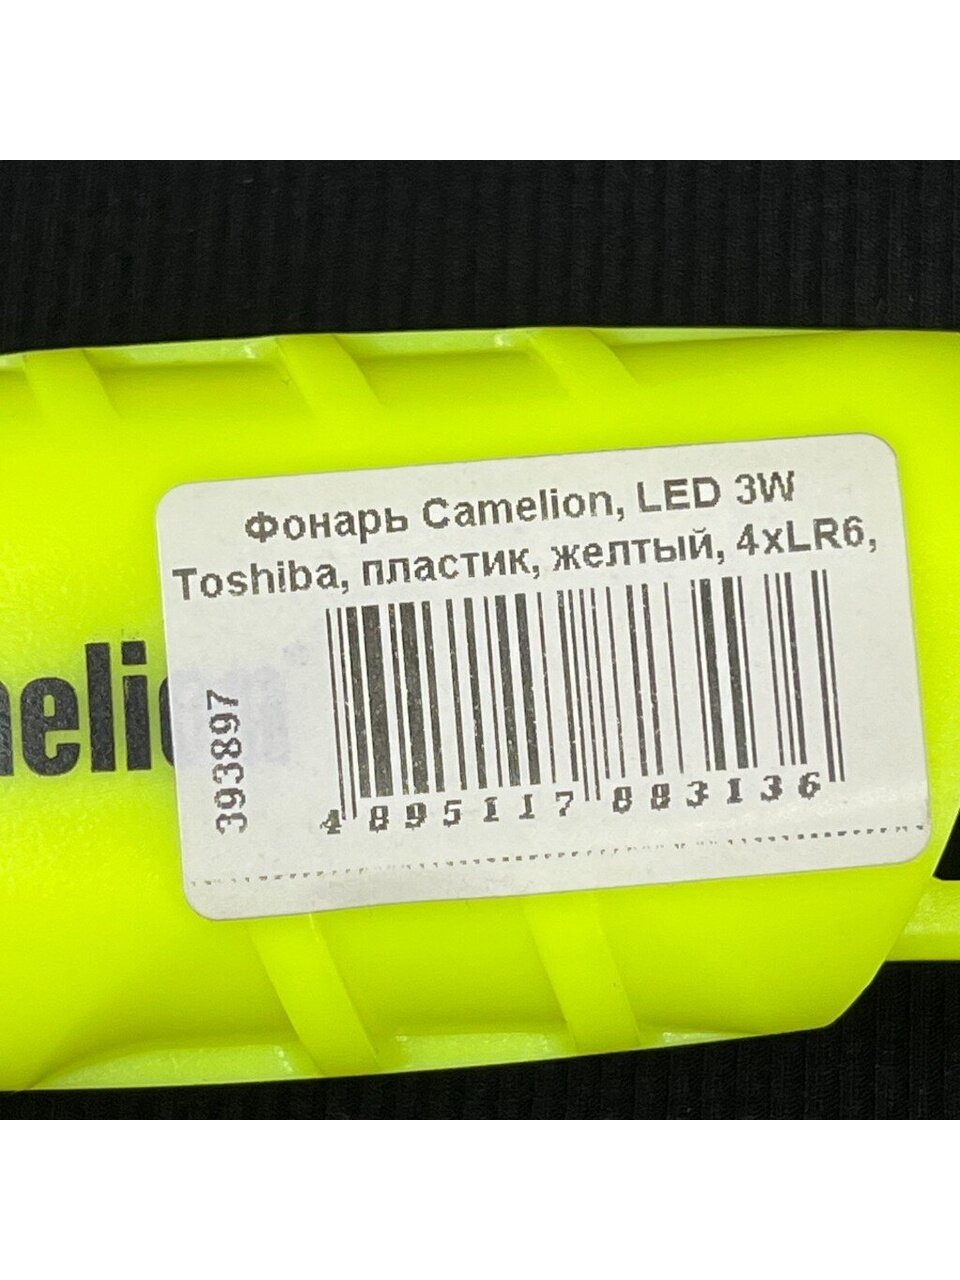 Фонарь Camelion, LED 3W
Toshiba, пластик, желтый, 4xLR6,
melion
393897
4 895117 883136